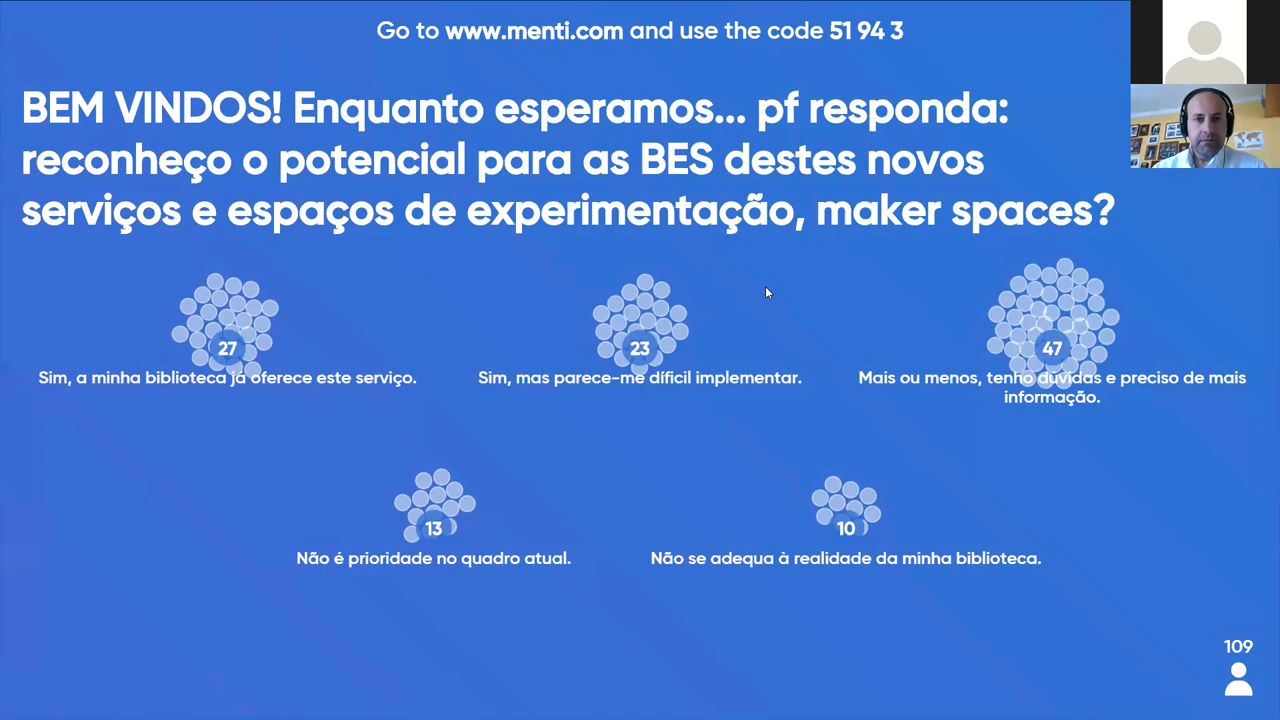 Go to www.menti.com and use the code 51 94 3
BEM VINDOS! Enquanto esperamos... pf responda:
reconheço o potencial para as BES destes novos
serviços e espaços de experimentação, maker spaces?
27
Sim, a minha biblioteca já oferece este serviço.
23
Sim, mas parece-me díficil implementar.
47
Mais ou menos, tenho dúvidas e preciso de mais
informação.
13
Não é prioridade no quadro atual.
10
Não se adequa à realidade da minha biblioteca.
109